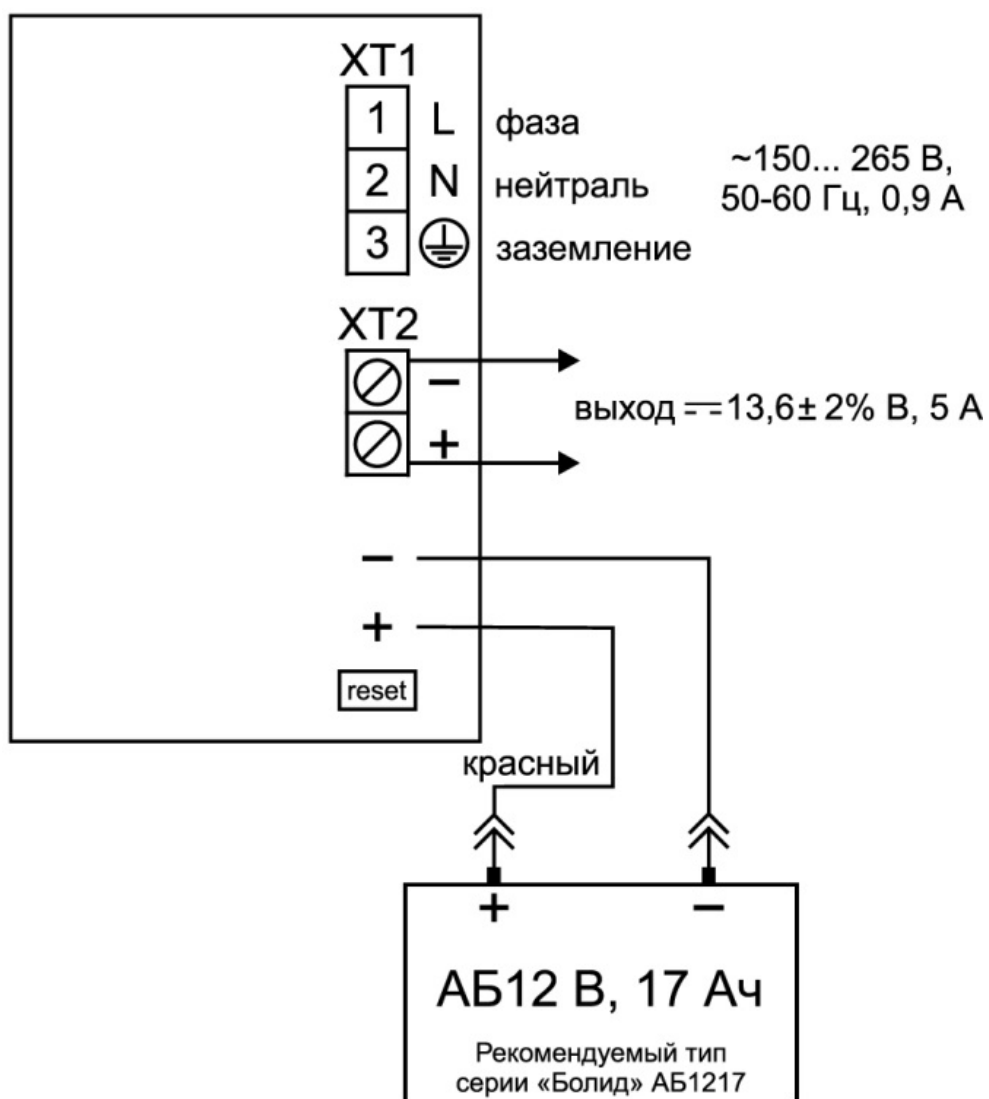 XT1
1 L фаза
2 N нейтраль
3 заземление
~150... 265 В,
50-60 Гц, 0,9 А
XT2
−
+
выход ⎓ 13,6 ± 2% В, 5 А
−
+
reset
красный
+ −
АБ12 В, 17 Ач
Рекомендуемый тип
серии «Болид» АБ1217